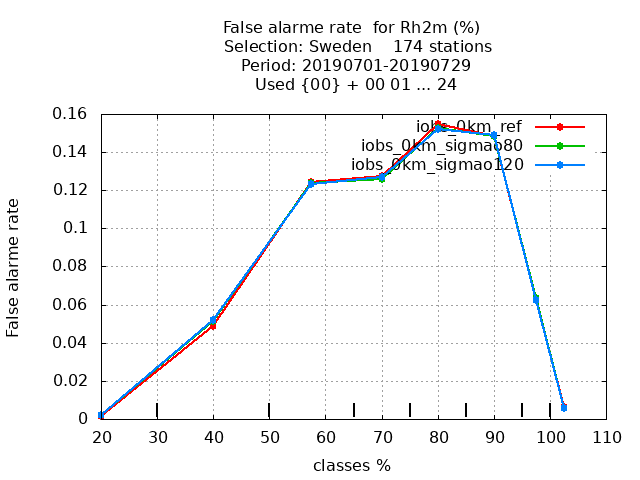 False alarme rate  for Rh2m (%)
Selection: Sweden    174 stations
Period: 20190701-20190729
Used {00} + 00 01 ... 24
iobs_0km_ref
iobs_0km_sigmao80
iobs_0km_sigmao120
0.16
0.14
0.12
0.1
0.08
0.06
0.04
0.02
0
False alarme rate
20 30 40 50 60 70 80 90 100 110
classes %